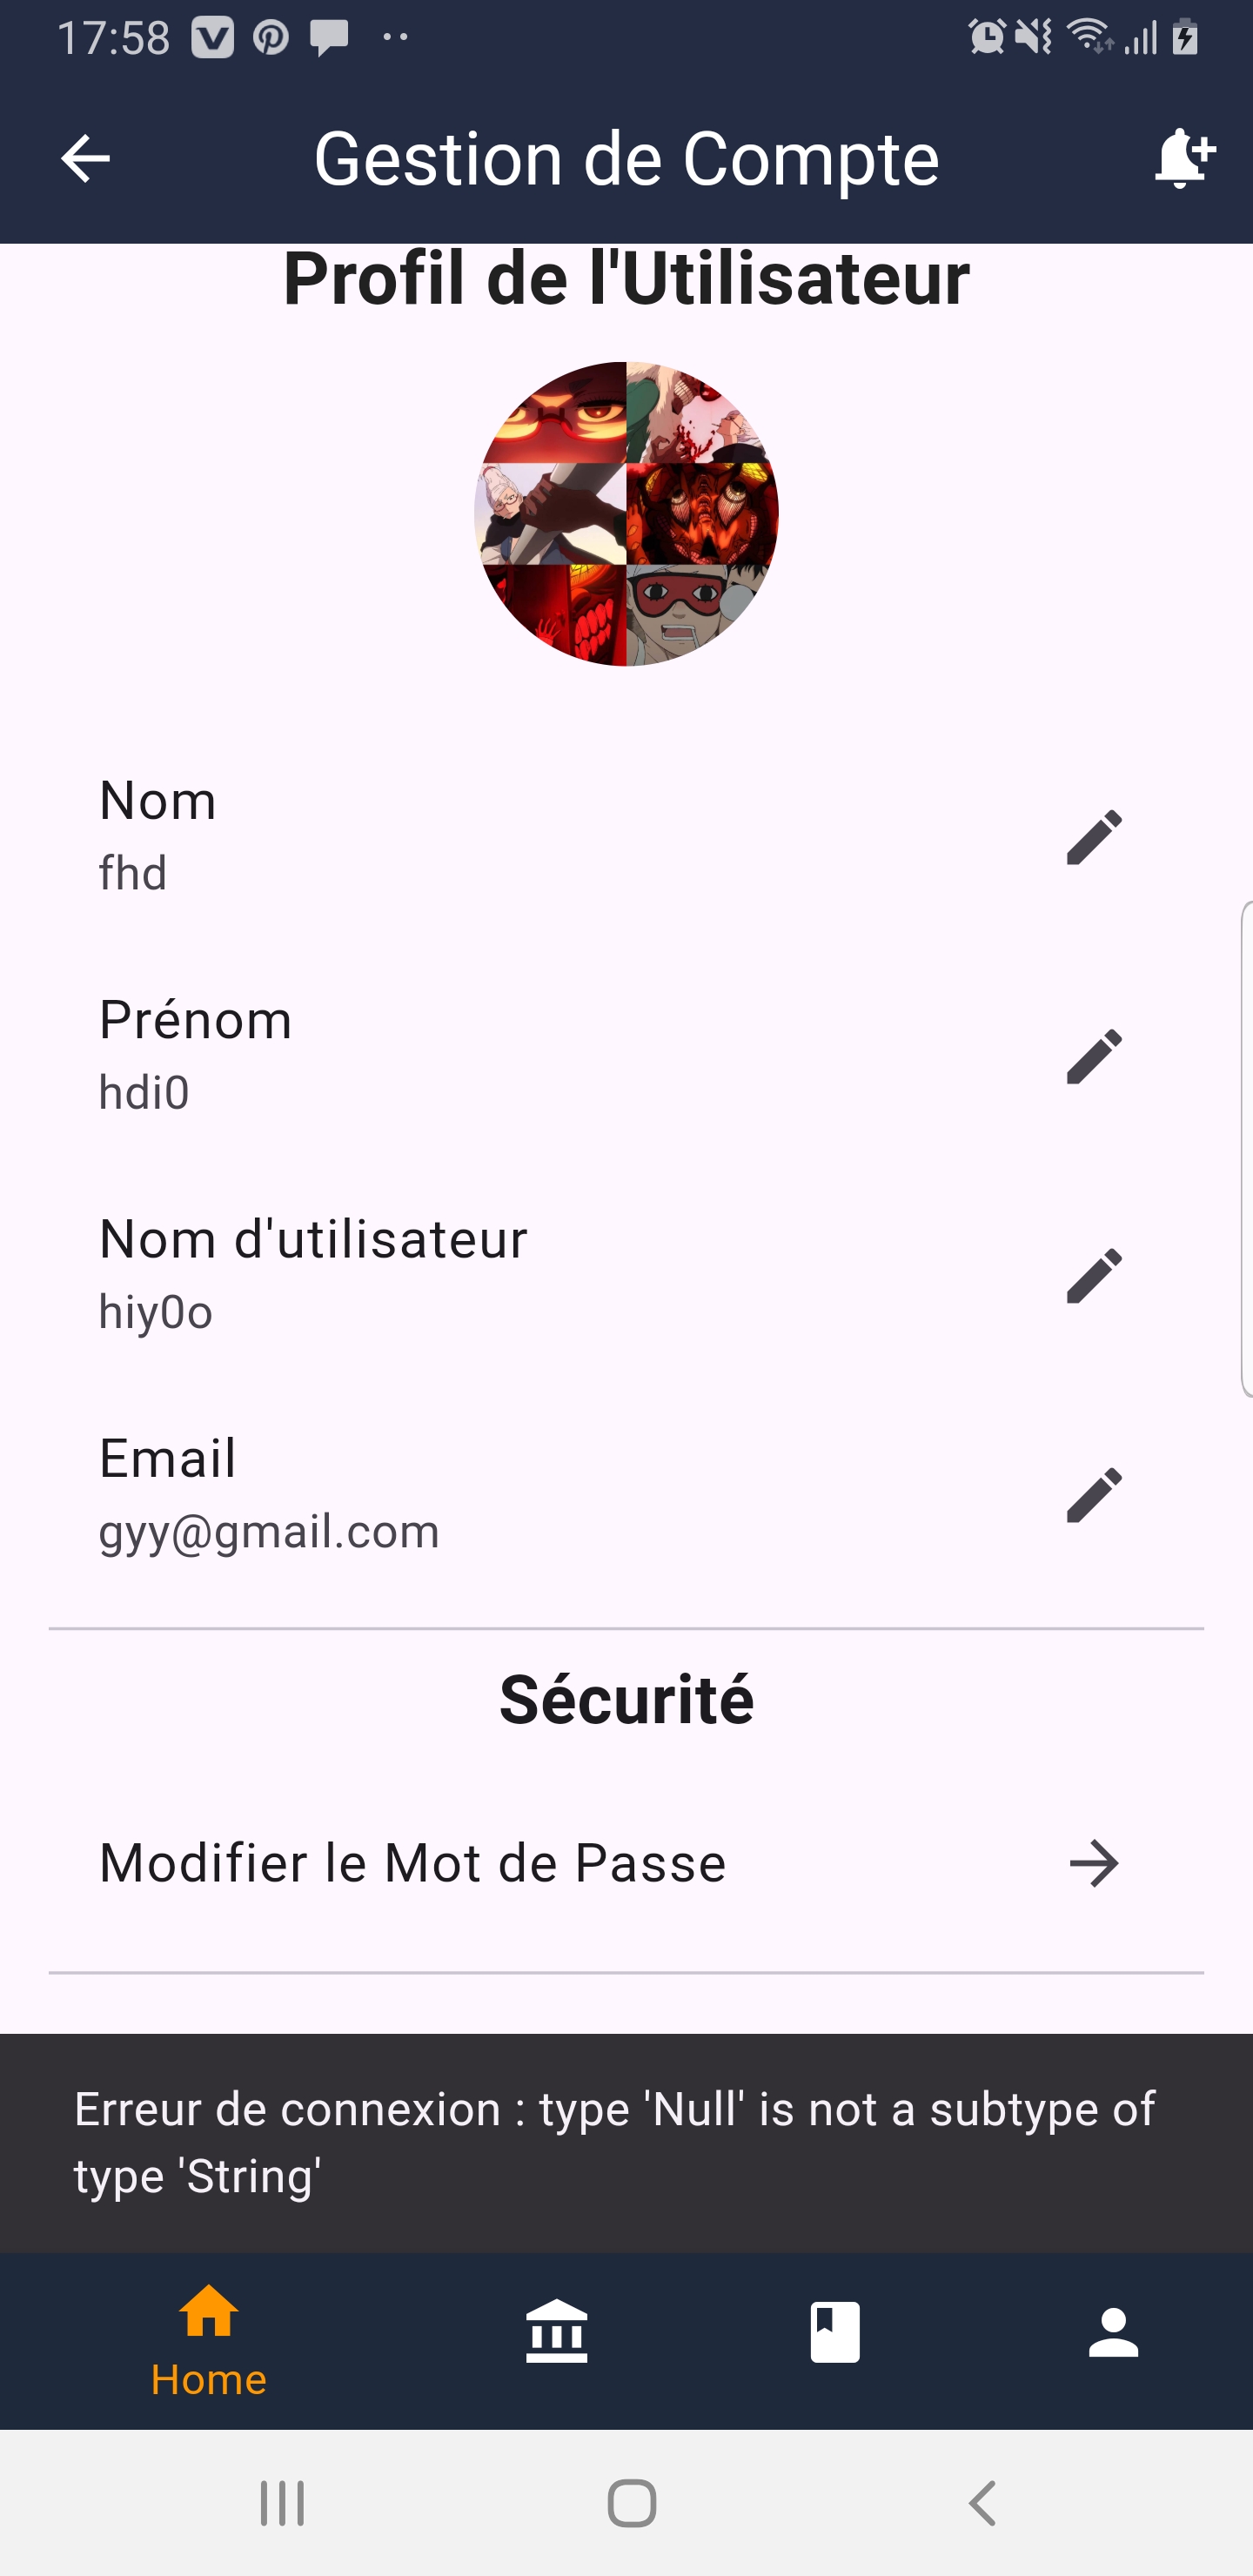 17:58
Gestion de Compte
Profil de l'Utilisateur
Nom
fhd
Prénom
hdi0
Nom d'utilisateur
hiy0o
Email
gyy@gmail.com
Sécurité
Modifier le Mot de Passe
Erreur de connexion : type 'Null' is not a subtype of
type 'String'
Home